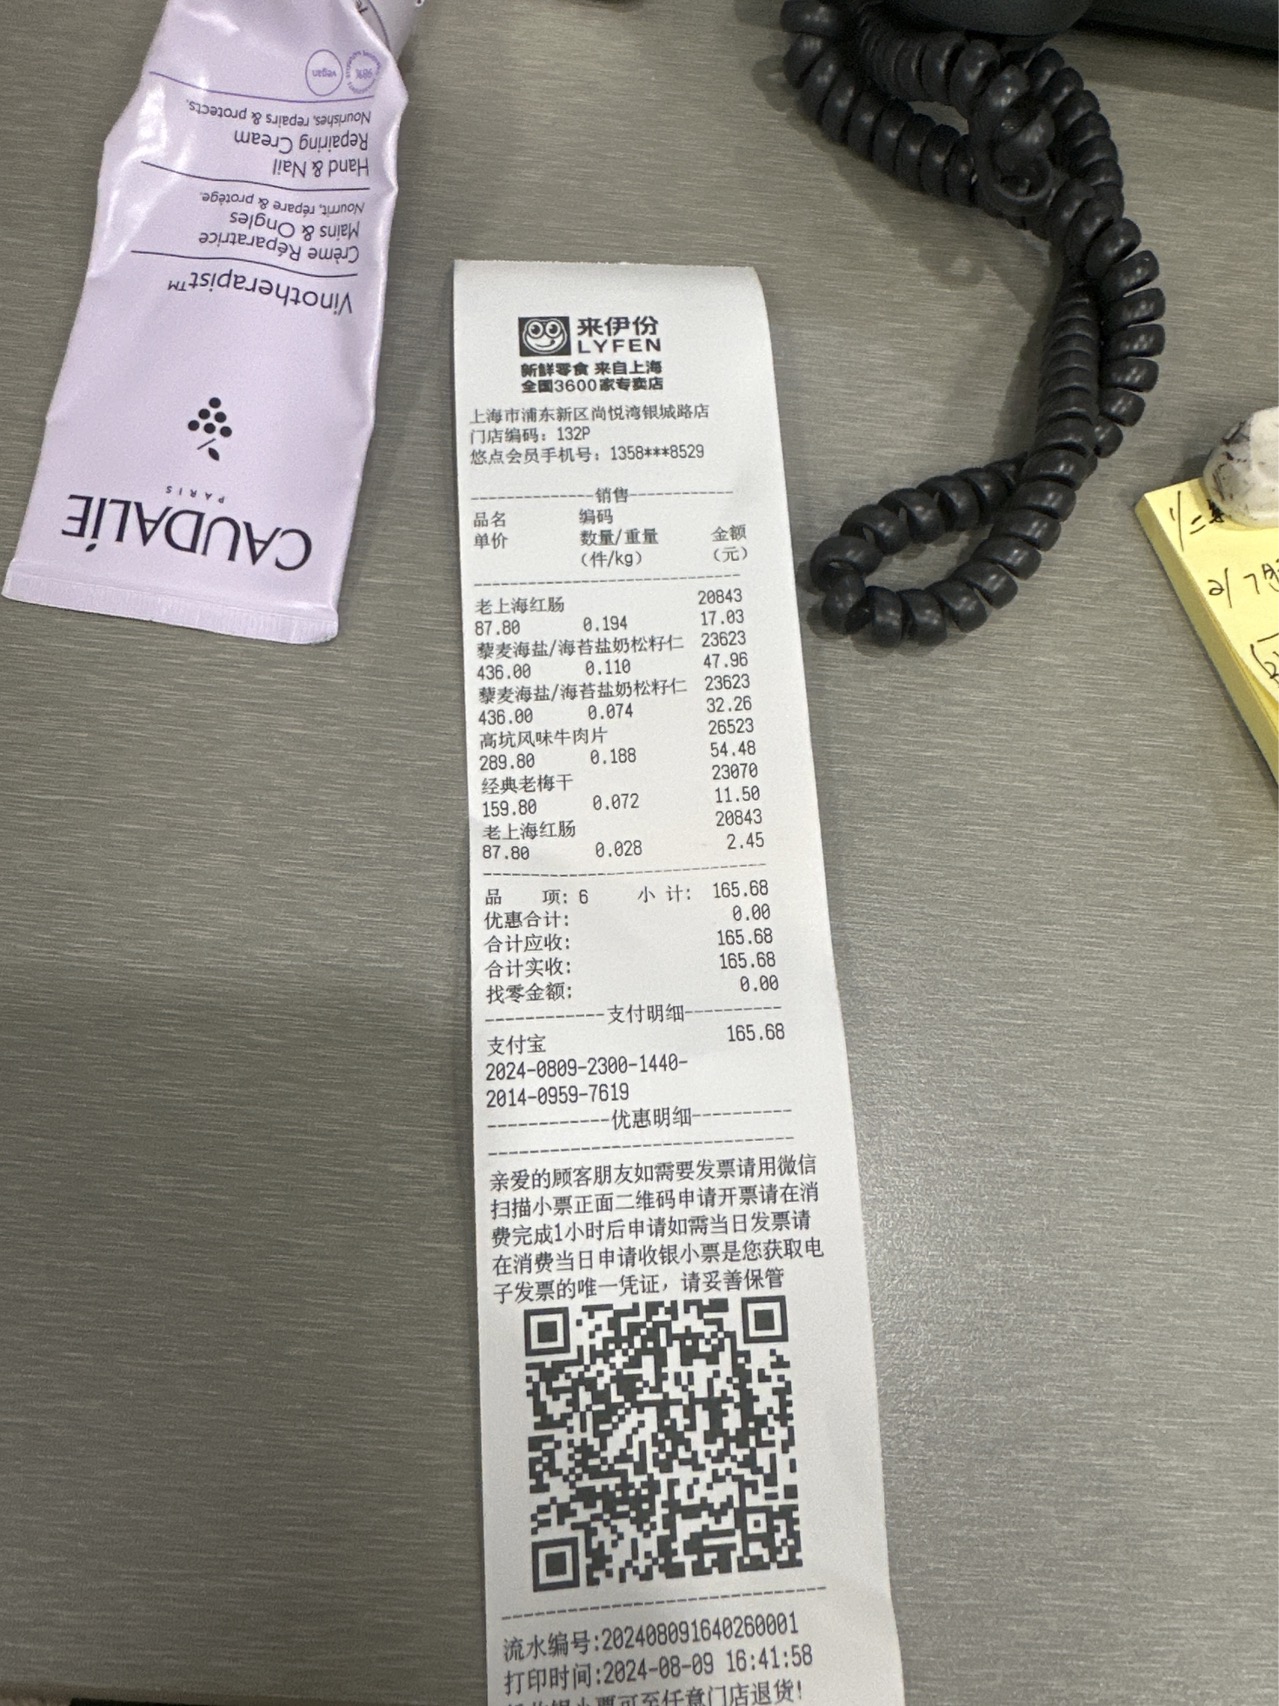 CAUDALIE
PARIS
Vinotherapist™
Crème Réparatrice
Mains & Ongles
Nourrit, répare & protège.
Hand & Nail
Repairing Cream
Nourishes, repairs & protects.
vegan
98%
来伊份
LYFEN
新鲜零食 来自上海
全国3600家专卖店
上海市浦东新区尚悦湾银城路店
门店编码: 132P
悠点会员手机号: 1358***8529
-------------销售-----------
品名 编码
单价 数量/重量 金额
(件/kg) (元)
老上海红肠 20843
87.80 0.194 17.03
藜麦海盐/海苔盐奶松籽仁 23623
436.00 0.110 47.96
藜麦海盐/海苔盐奶松籽仁 23623
436.00 0.074 32.26
高坑风味牛肉片 26523
289.80 0.188 54.48
经典老梅干 23070
159.80 0.072 11.50
老上海红肠 20843
87.80 0.028 2.45
品 项: 6 小 计: 165.68
优惠合计: 0.00
合计应收: 165.68
合计实收: 165.68
找零金额: 0.00
------------支付明细----------
支付宝 165.68
2024-0809-2300-1440-
2014-0959-7619
------------优惠明细----------
亲爱的顾客朋友如需要发票请用微信
扫描小票正面二维码申请开票请在消
费完成1小时后申请如需当日发票请
在消费当日申请收银小票是您获取电
子发票的唯一凭证，请妥善保管
流水编号:202408091640260001
打印时间:2024-08-09 16:41:58
小票可至任意门店退货!
1/
2/ 7